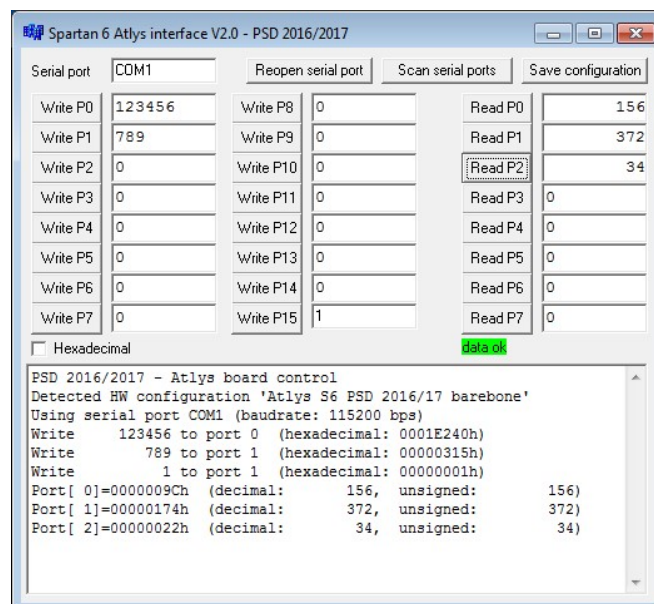 Spartan 6 Atlys interface V2.0 - PSD 2016/2017
Serial port COM1 Reopen serial port Scan serial ports Save configuration
Write P0 123456 Write P8 0 Read P0 156
Write P1 789 Write P9 0 Read P1 372
Write P2 0 Write P10 0 Read P2 34
Write P3 0 Write P11 0 Read P3 0
Write P4 0 Write P12 0 Read P4 0
Write P5 0 Write P13 0 Read P5 0
Write P6 0 Write P14 0 Read P6 0
Write P7 0 Write P15 1 Read P7 0
Hexadecimal data ok
PSD 2016/2017 - Atlys board control
Detected HW configuration 'Atlys S6 PSD 2016/17 barebone'
Using serial port COM1 (baudrate: 115200 bps)
Write 123456 to port 0 (hexadecimal: 0001E240h)
Write 789 to port 1 (hexadecimal: 00000315h)
Write 1 to port 1 (hexadecimal: 00000001h)
Port[ 0]=0000009Ch (decimal: 156, unsigned: 156)
Port[ 1]=00000174h (decimal: 372, unsigned: 372)
Port[ 2]=00000022h (decimal: 34, unsigned: 34)